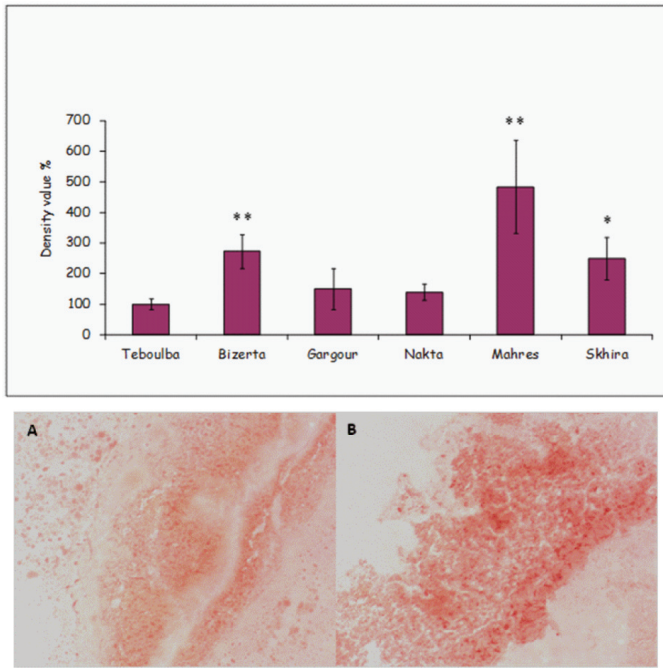 700
600
500
400
300
200
100
0
Density value %
**
**
*
Teboulba Bizerta Gargour Nakta Mahres Skhira
A
B